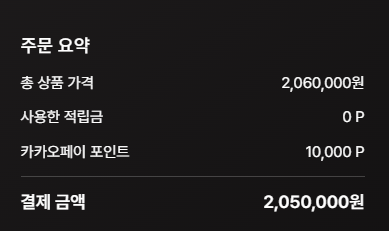 주문 요약
총 상품 가격 2,060,000원
사용한 적립금 0 P
카카오페이 포인트 10,000 P
결제 금액 2,050,000원